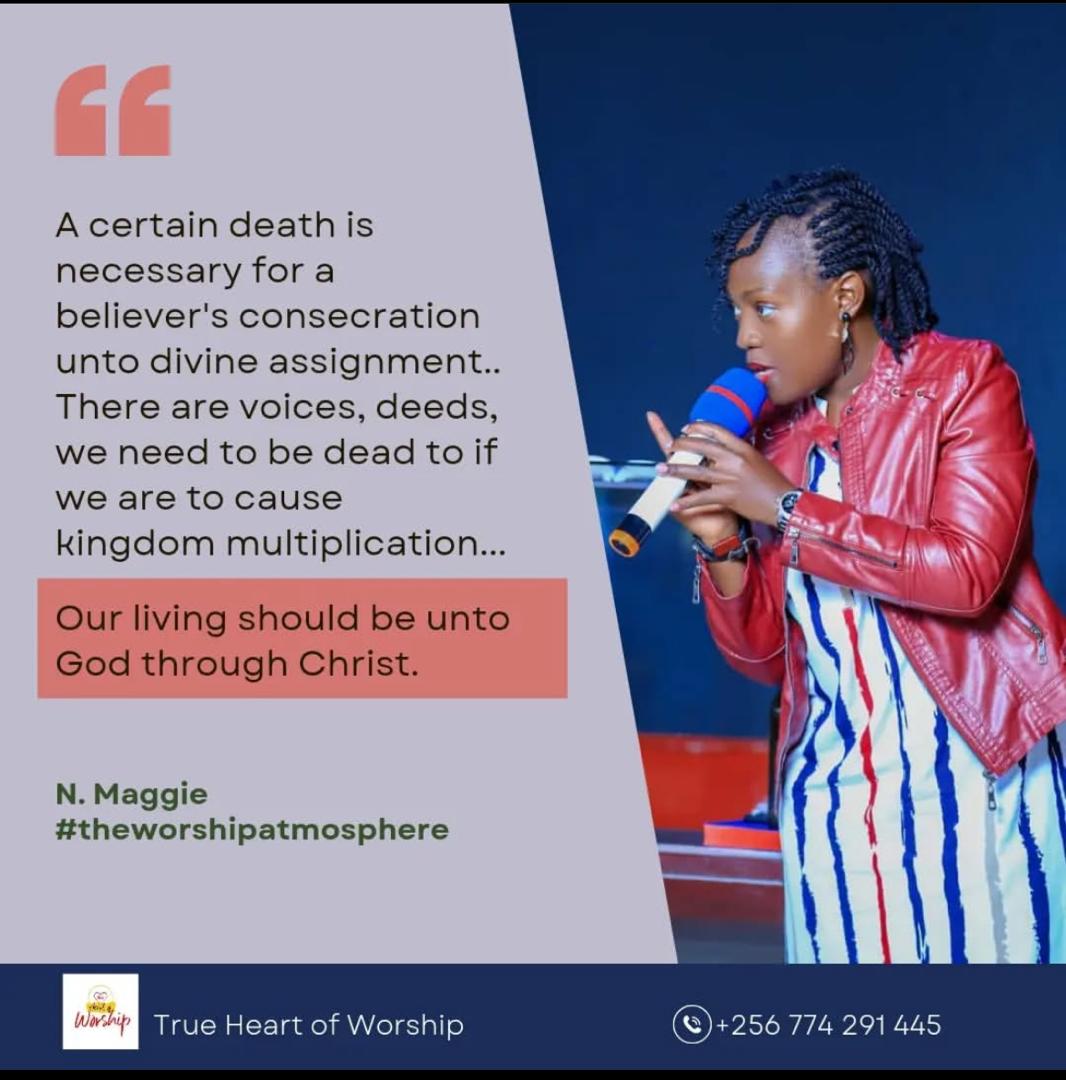 A certain death is
necessary for a
believer's consecration
unto divine assignment..
There are voices, deeds,
we need to be dead to if
we are to cause
kingdom multiplication...
Our living should be unto
God through Christ.
N. Maggie
#theworshipatmosphere
Worship
True Heart of Worship
+256 774 291 445